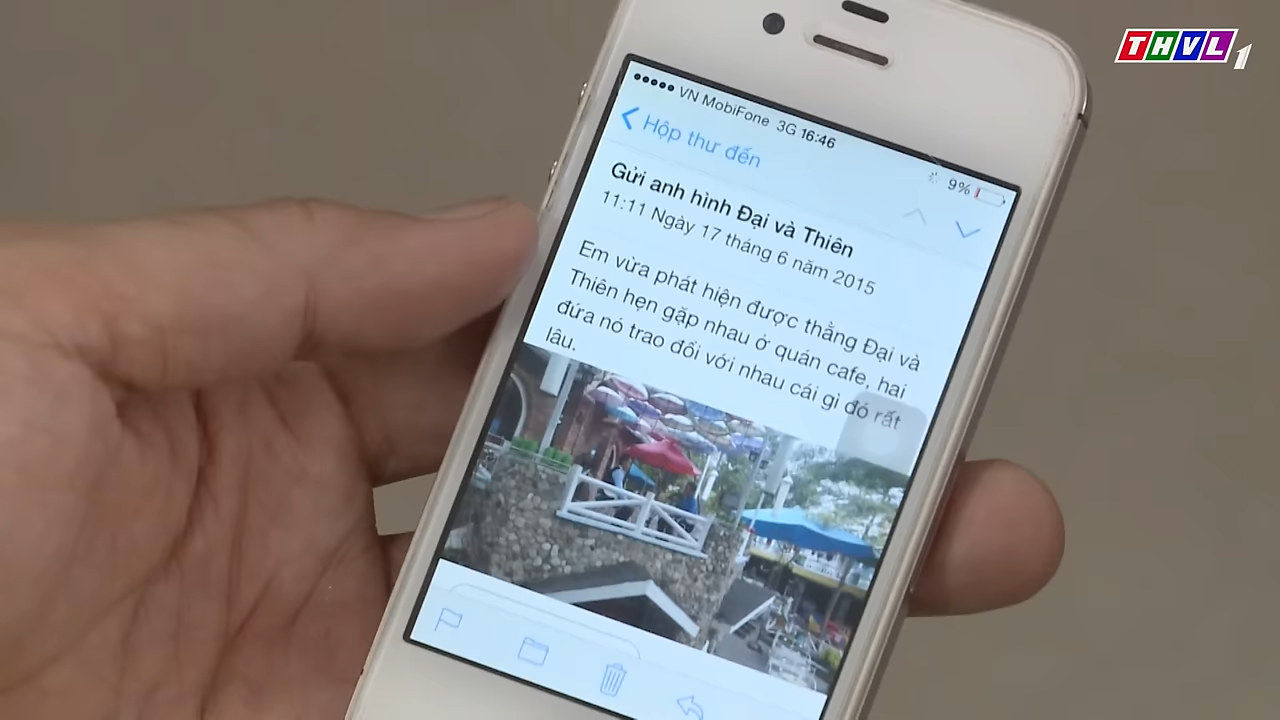 THVL1
VN MobiFone 3G 16:46
9%
Hộp thư đến
Gửi anh hình Đại và Thiên
11:11 Ngày 17 tháng 6 năm 2015
Em vừa phát hiện được thằng Đại và
Thiên hẹn gặp nhau ở quán cafe, hai
đứa nó trao đổi với nhau cái gì đó rất
lâu.